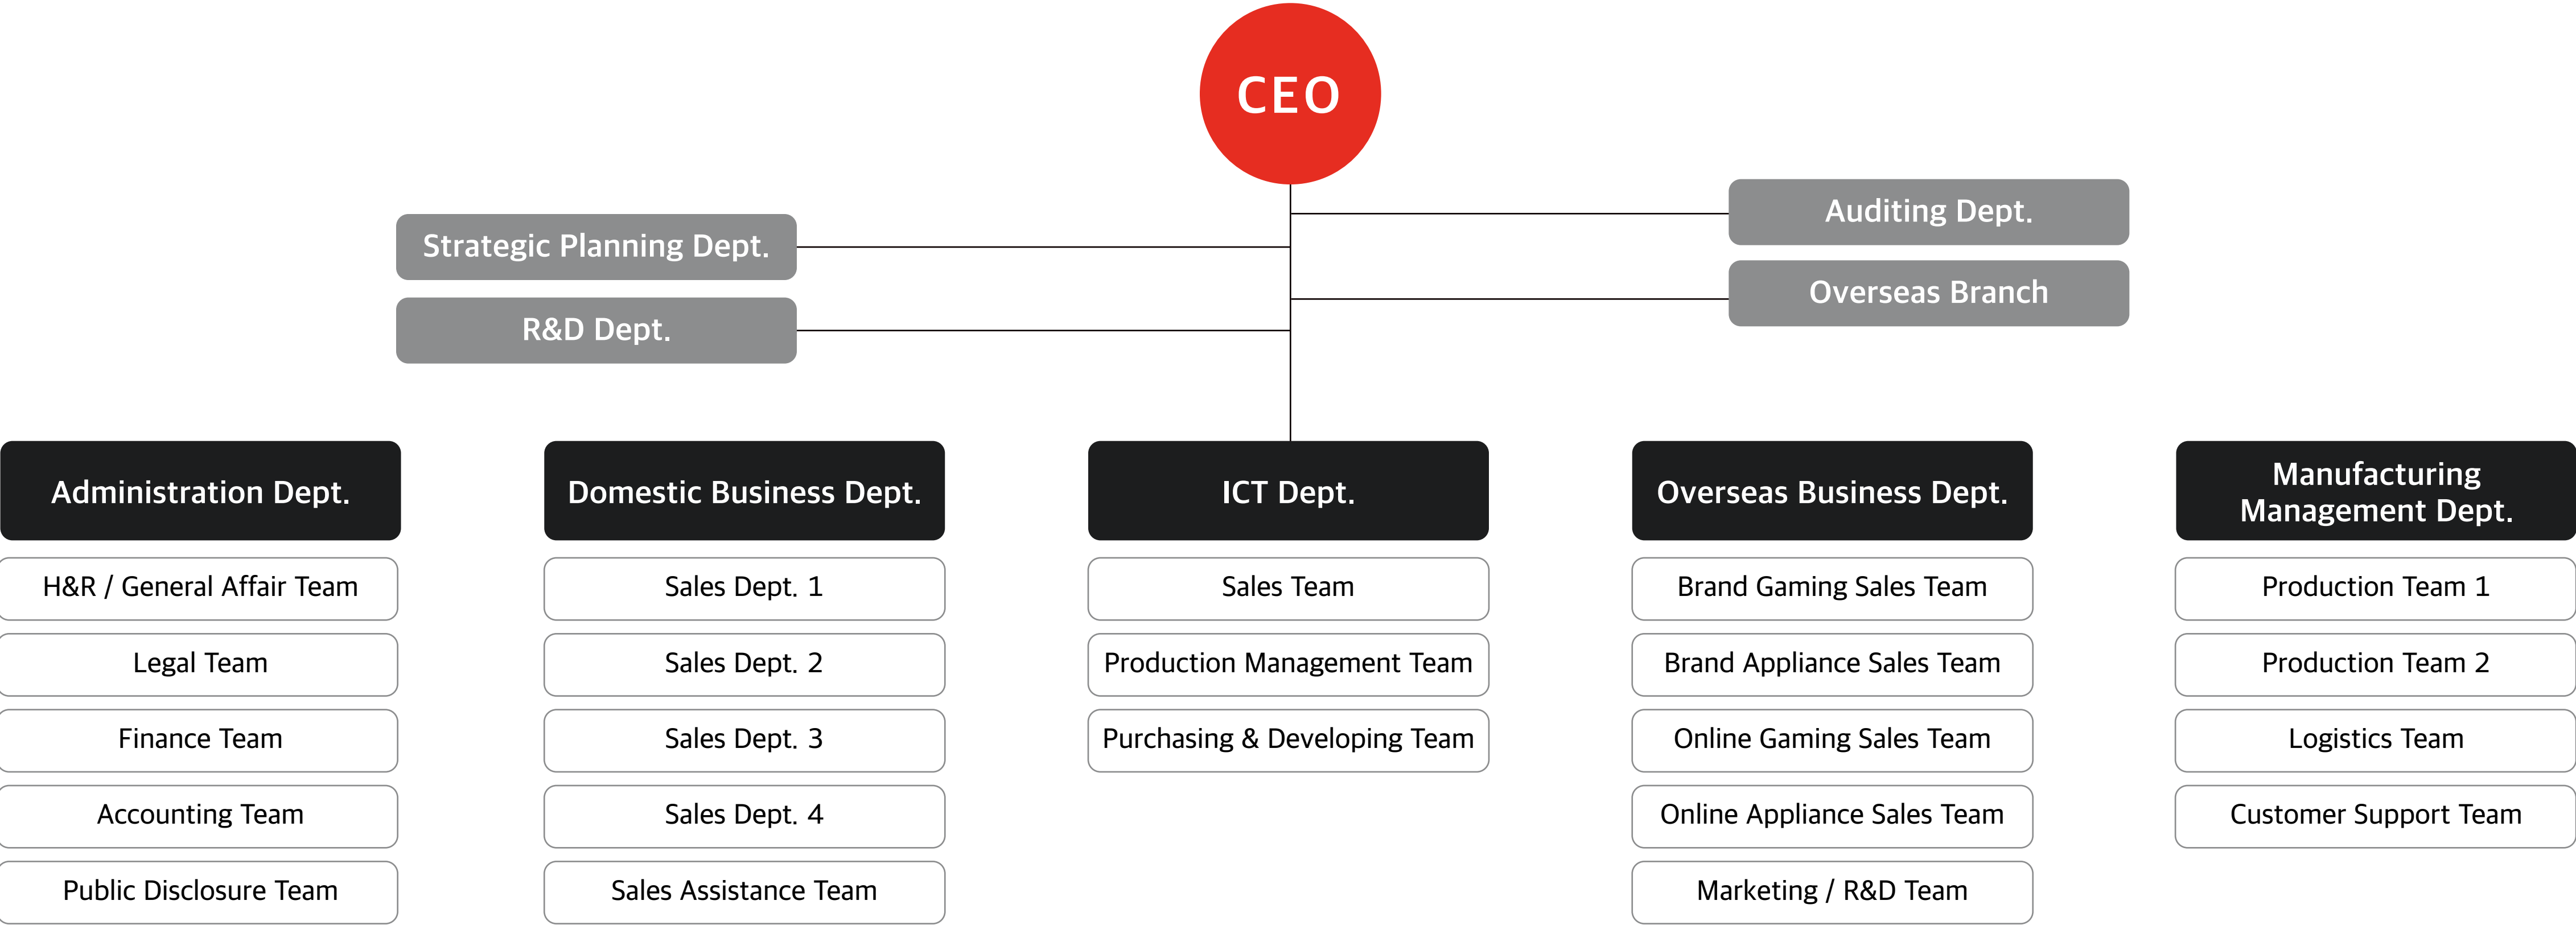 CEO
Auditing Dept.
Strategic Planning Dept.
Overseas Branch
R&D Dept.
Administration Dept.
H&R / General Affair Team
Legal Team
Finance Team
Accounting Team
Public Disclosure Team
Domestic Business Dept.
Sales Dept. 1
Sales Dept. 2
Sales Dept. 3
Sales Dept. 4
Sales Assistance Team
ICT Dept.
Sales Team
Production Management Team
Purchasing & Developing Team
Overseas Business Dept.
Brand Gaming Sales Team
Brand Appliance Sales Team
Online Gaming Sales Team
Online Appliance Sales Team
Marketing / R&D Team
Manufacturing
Management Dept.
Production Team 1
Production Team 2
Logistics Team
Customer Support Team